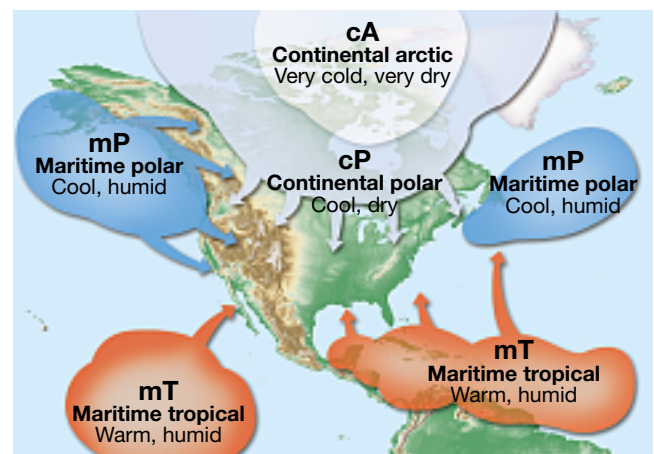 cA
Continental arctic
Very cold, very dry
mP
Maritime polar
Cool, humid
cP
Continental polar
Cool, dry
mP
Maritime polar
Cool, humid
mT
Maritime tropical
Warm, humid
mT
Maritime tropical
Warm, humid